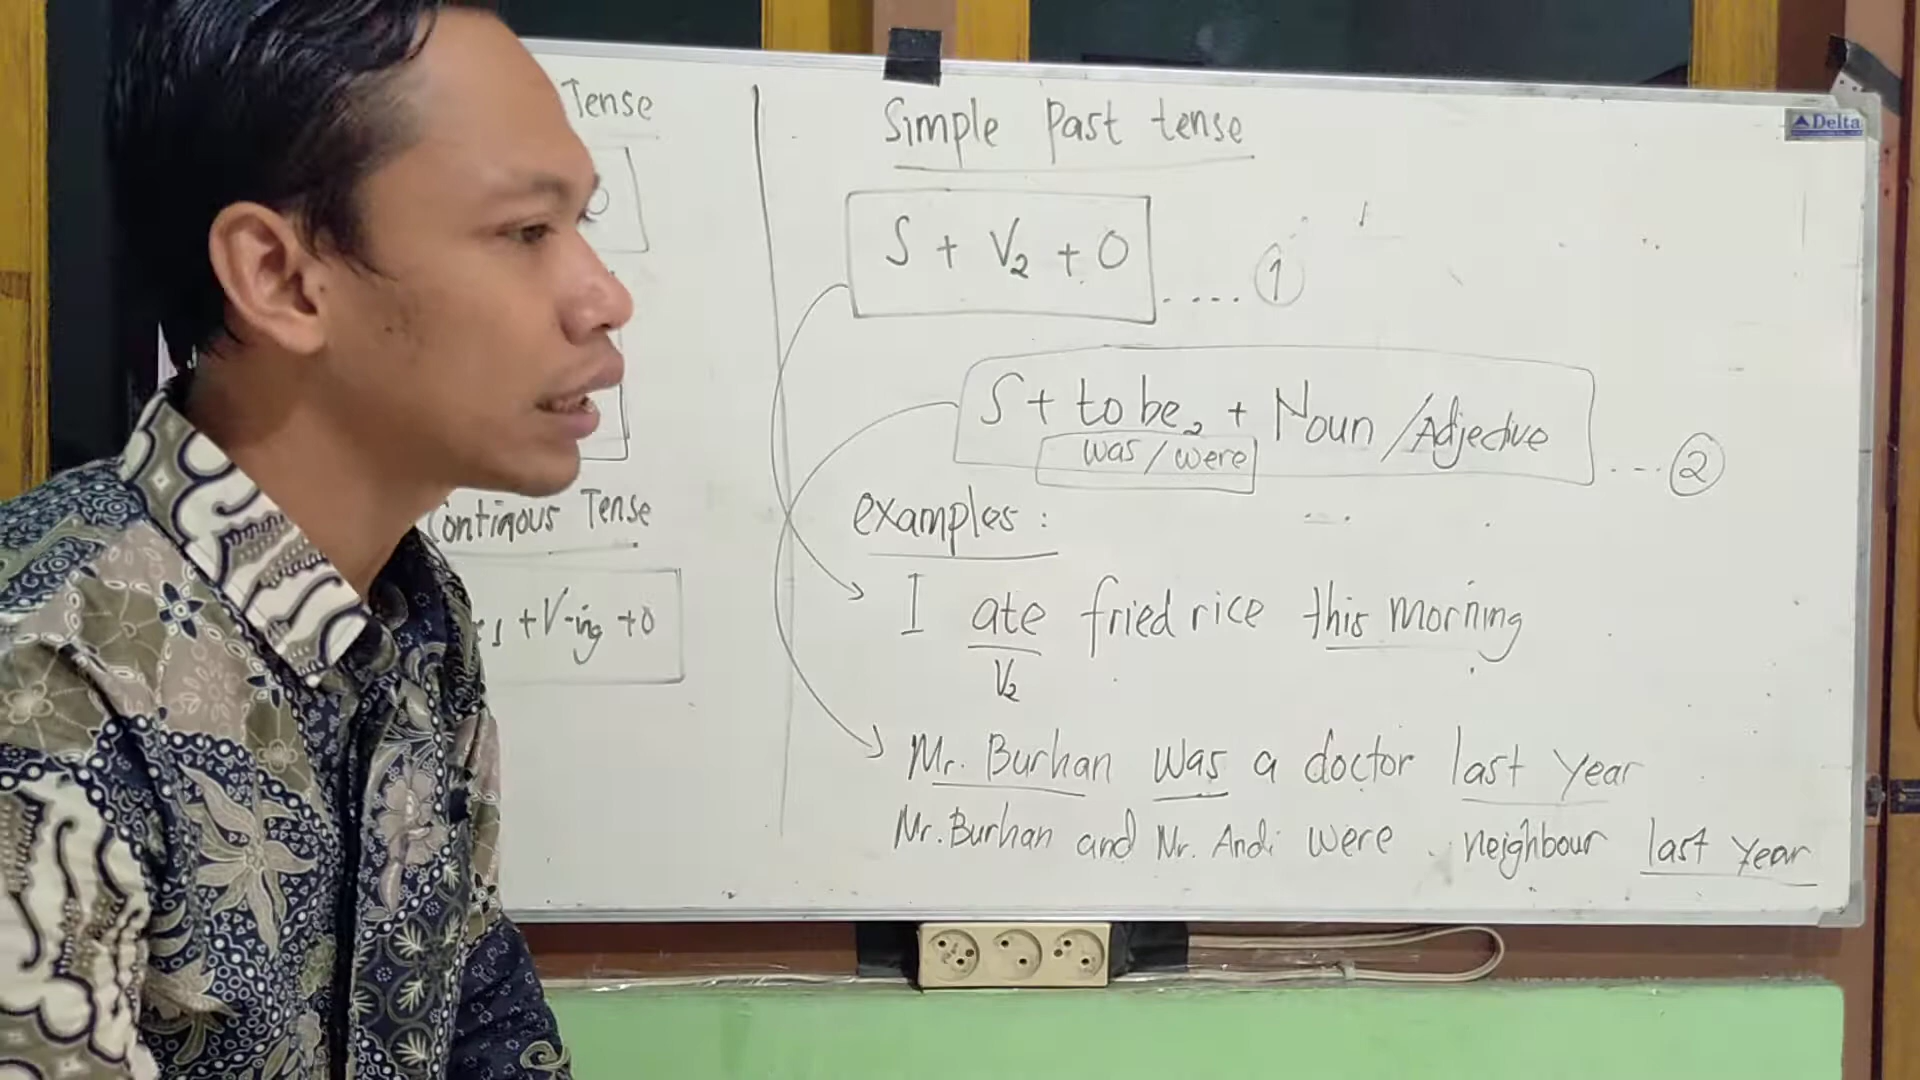 Tense
O
Continous Tense
1 + V-ing + O
Simple Past tense
S + V2 + O
.... 1
S + to be2 + Noun / Adjective
was / were
... 2
examples :
I ate fried rice this morning
V2
Mr. Burhan was a doctor last year
Mr. Burhan and Mr. Andi were neighbour last year
Delta